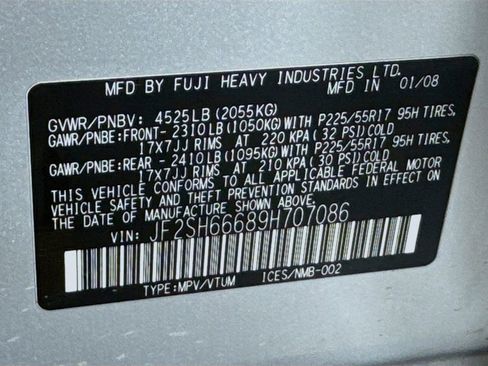 MFD BY FUJI HEAVY INDUSTRIES LTD.
MFD IN 01/08
GVWR/PNBV: 4525LB (2055KG)
GAWR/PNBE:FRONT- 2310LB(1050KG)WITH P225/55R17 95H TIRES,
17X7JJ RIMS AT 220 KPA ( 32 PSI)COLD
GAWR/PNBE:REAR - 2410LB(1095KG)WITH P225/55R17 95H TIRES,
17X7JJ RIMS AT 210 KPA ( 30 PSI)COLD
THIS VEHICLE CONFORMS TO ALL APPLICABLE FEDERAL MOTOR
VEHICLE SAFETY AND THEFT PREVENTION STANDARDS IN EFFECT ON
THE DATE OF MANUFACTURE SHOWN ABOVE.
VIN: JF2SH66689H707086
TYPE:MPV/VTUM ICES/NMB-002